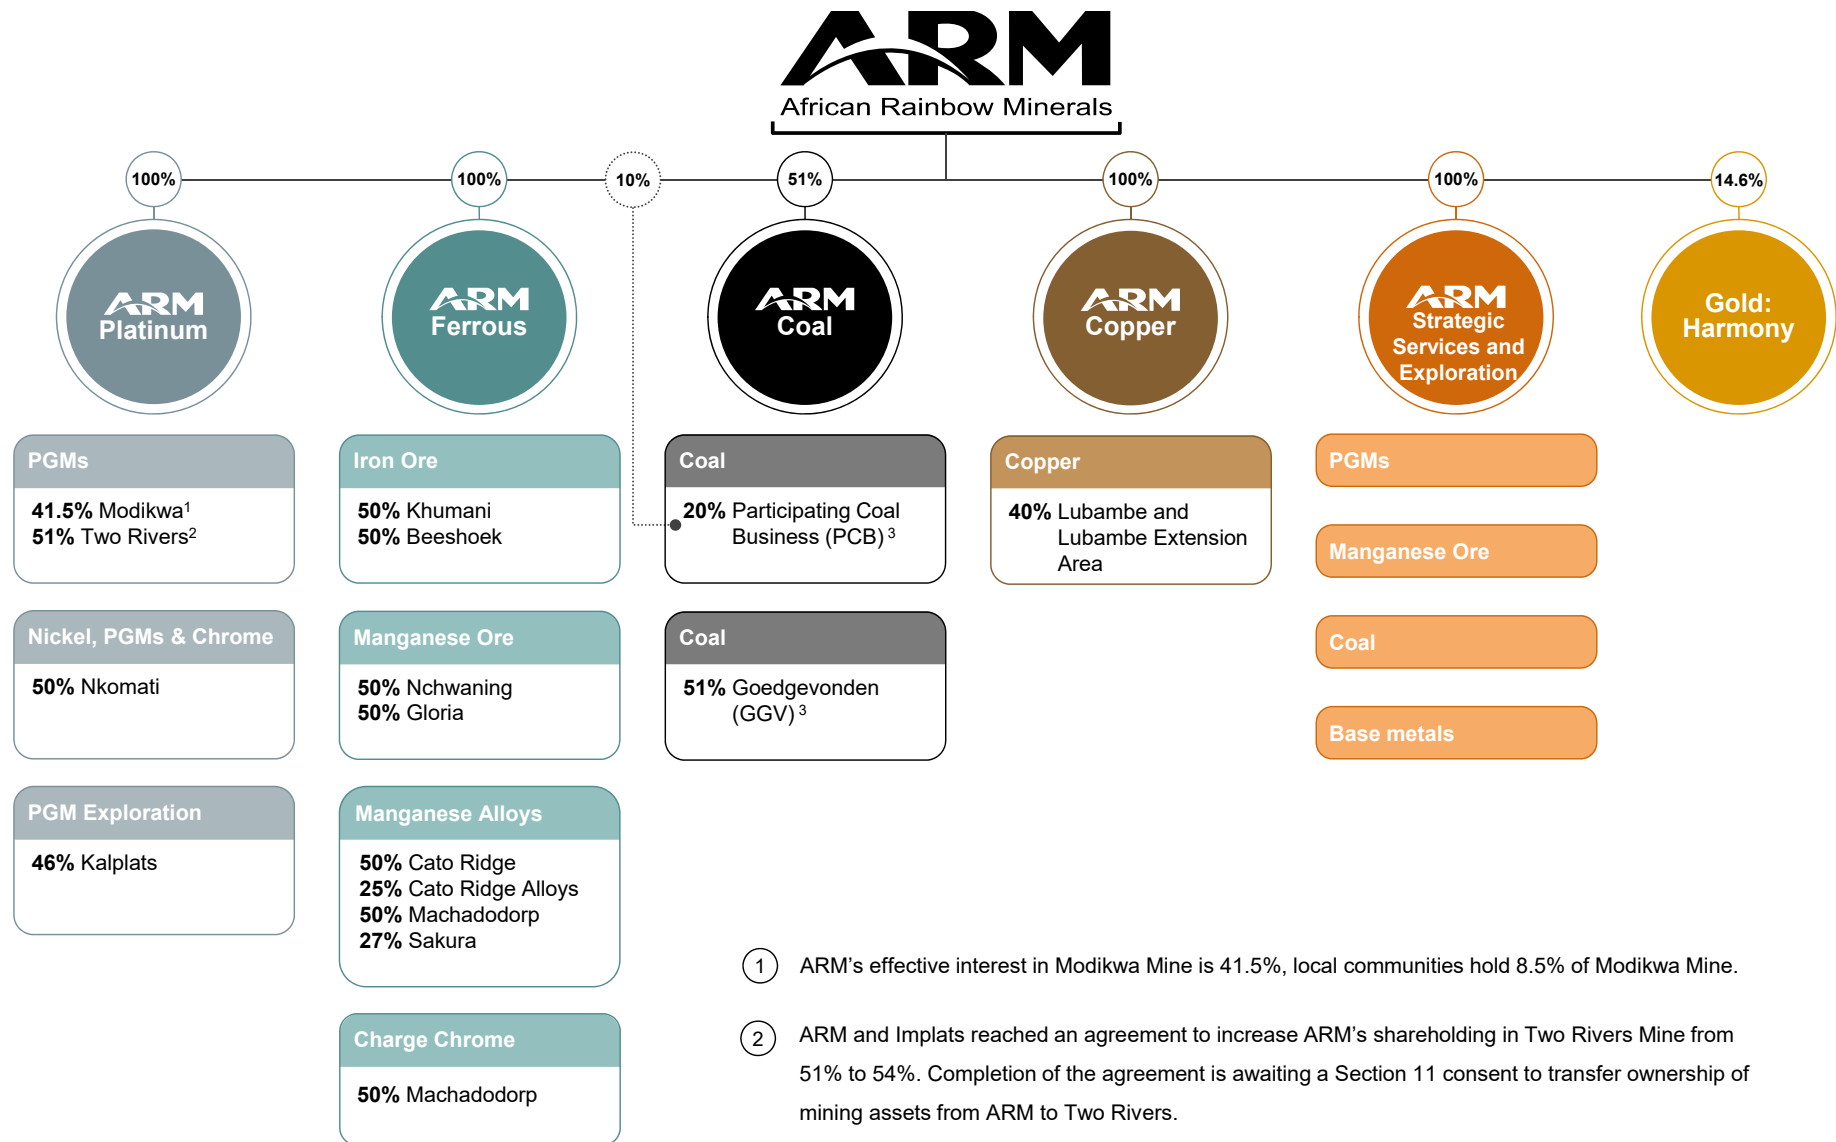 ARM
African Rainbow Minerals
100%
100%
10%
51%
100%
100%
14.6%
ARM
Platinum
ARM
Ferrous
ARM
Coal
ARM
Copper
ARM
Strategic
Services and
Exploration
Gold:
Harmony
PGMs
41.5% Modikwa¹
51% Two Rivers²
Nickel, PGMs & Chrome
50% Nkomati
PGM Exploration
46% Kalplats
Iron Ore
50% Khumani
50% Beeshoek
Manganese Ore
50% Nchwaning
50% Gloria
Manganese Alloys
50% Cato Ridge
25% Cato Ridge Alloys
50% Machadodorp
27% Sakura
Charge Chrome
50% Machadodorp
Coal
20% Participating Coal
Business (PCB) ³
Coal
51% Goedgevonden
(GGV) ³
Copper
40% Lubambe and
Lubambe Extension
Area
PGMs
Manganese Ore
Coal
Base metals
1 ARM’s effective interest in Modikwa Mine is 41.5%, local communities hold 8.5% of Modikwa Mine.
2 ARM and Implats reached an agreement to increase ARM’s shareholding in Two Rivers Mine from
51% to 54%. Completion of the agreement is awaiting a Section 11 consent to transfer ownership of
mining assets from ARM to Two Rivers.